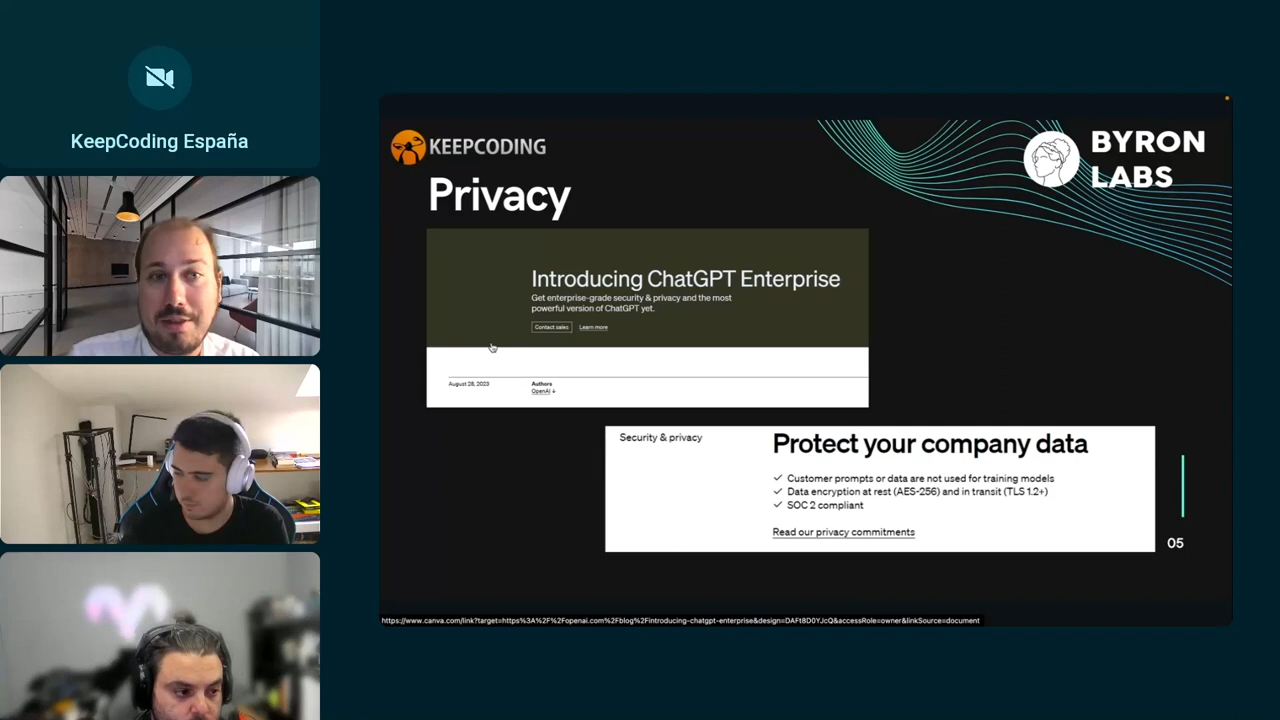 KeepCoding España
KEEPCODING
BYRON
LABS
Privacy
Introducing ChatGPT Enterprise
Get enterprise-grade security & privacy and the most
powerful version of ChatGPT yet.
Contact sales Learn more
August 28, 2023
Authors
OpenAI ↓
Security & privacy
Protect your company data
✓ Customer prompts or data are not used for training models
✓ Data encryption at rest (AES-256) and in transit (TLS 1.2+)
✓ SOC 2 compliant
Read our privacy commitments
05
https://www.canva.com/link?target=https%3A%2F%2Fopenai.com%2Fblog%2Fintroducing-chatgpt-enterprise&design=DAFt8D0YJcQ&accessRole=owner&linkSource=document